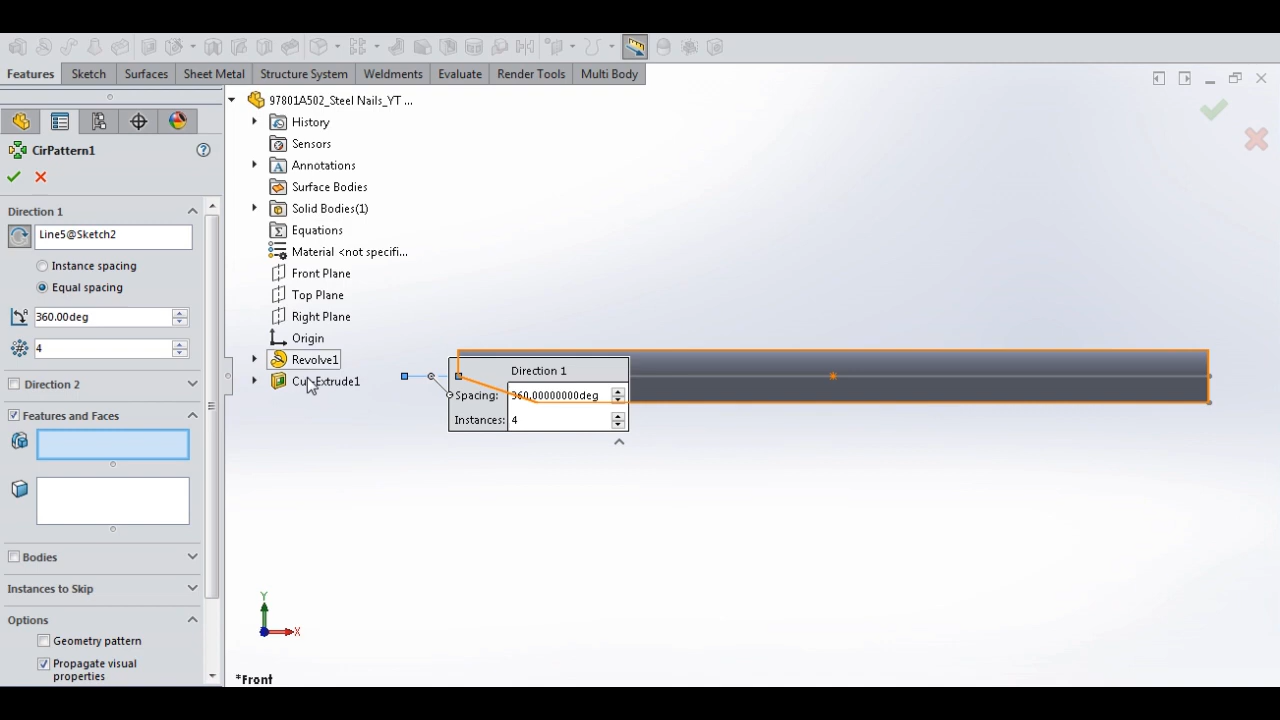 Features Sketch Surfaces Sheet Metal Structure System Weldments Evaluate Render Tools Multi Body
97801A502_Steel Nails_YT ...
History
Sensors
CirPattern1
Annotations
Surface Bodies
Direction 1
Solid Bodies(1)
Line5@Sketch2
Equations
Material <not specifi...
Instance spacing
Front Plane
Equal spacing
Top Plane
360.00deg
Right Plane
Origin
4
Revolve1
Direction 1
Direction 2
Spacing: 360.00000000deg
Features and Faces
Instances: 4
Bodies
Instances to Skip
Options
Y
X
Geometry pattern
Propagate visual
properties
*Front